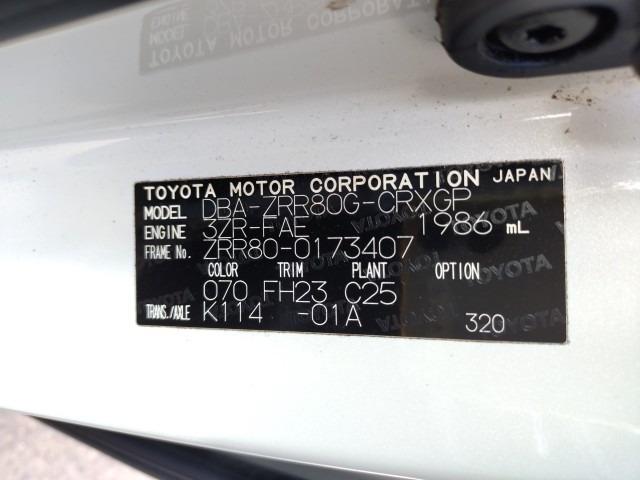 TOYOTA MOTOR CORPORATION JAPAN
MODEL DBA-ZRR80G-CRXGP
ENGINE 3ZR-FAE 1986 mL
FRAME No. ZRR80-0173407
COLOR TRIM PLANT OPTION
070 FH23 C25
TRANS./AXLE K114 -01A 320